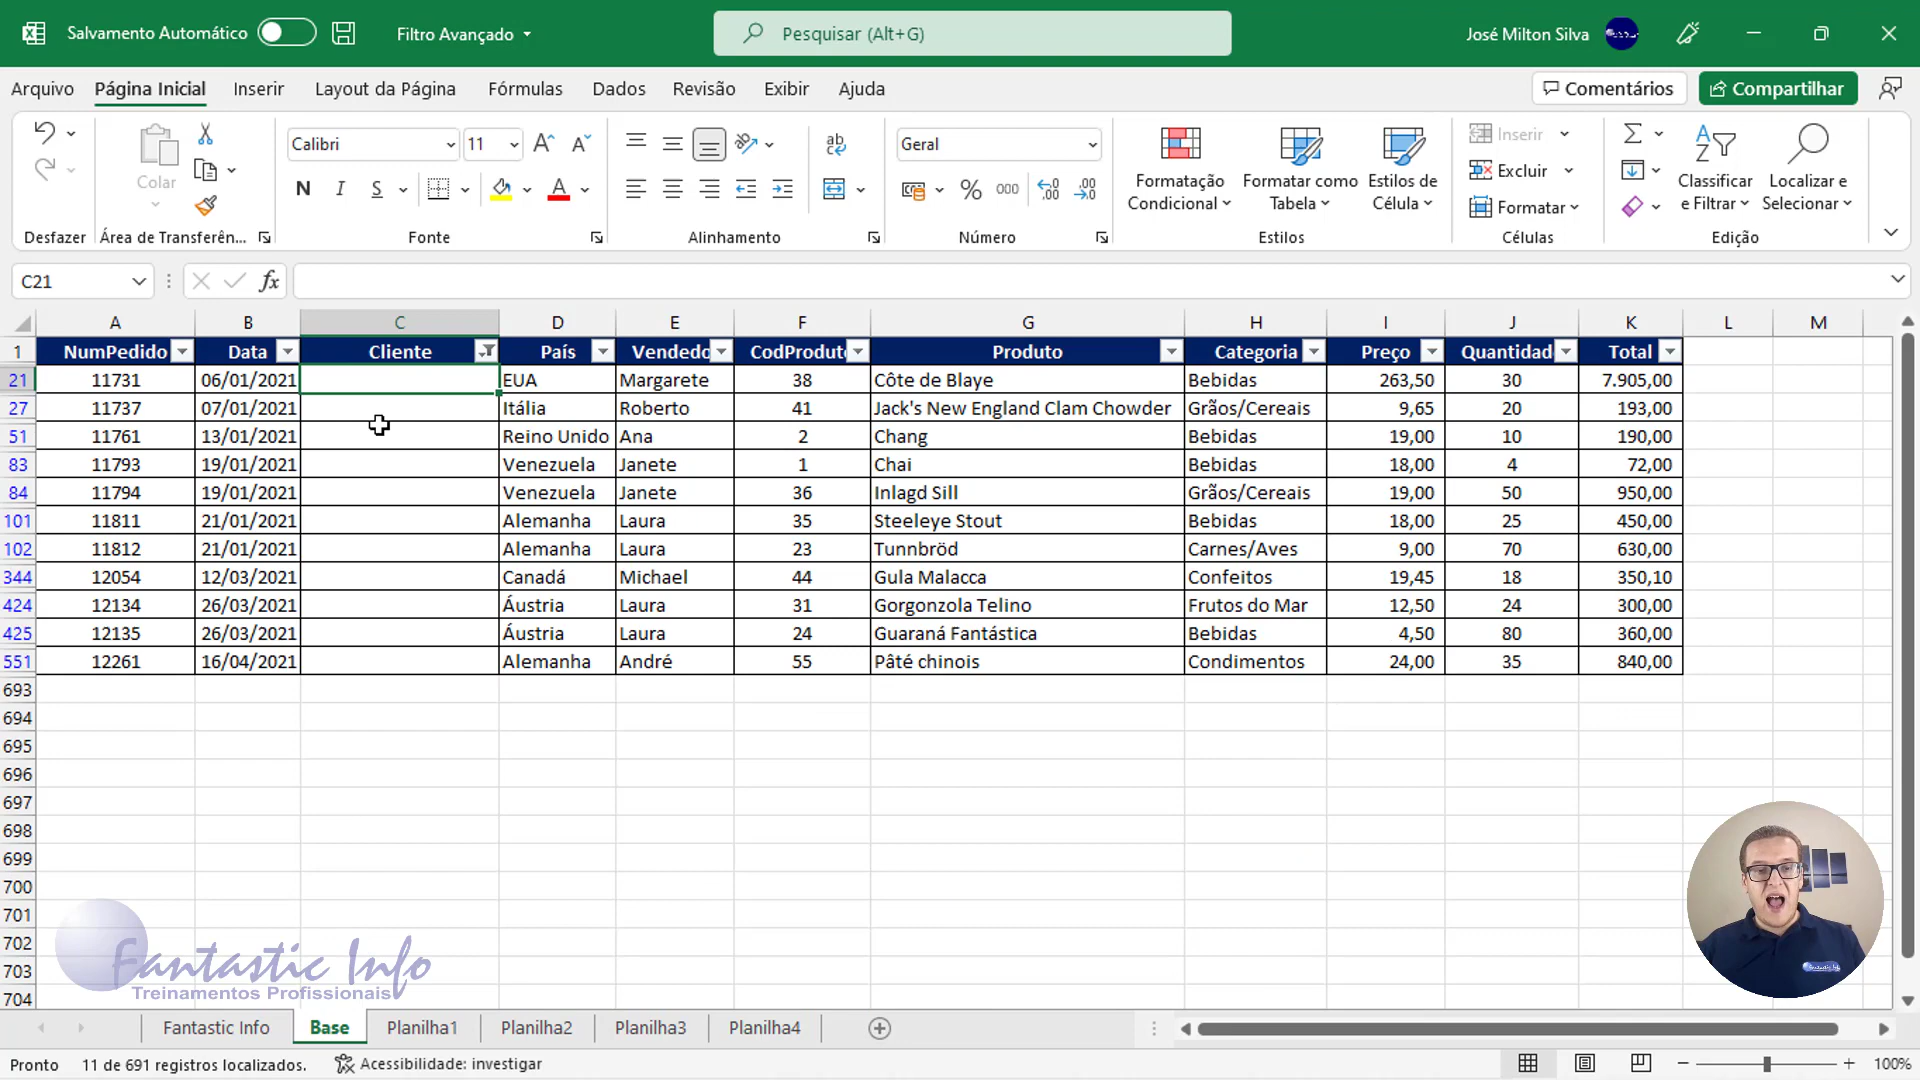 Salvamento Automático
Filtro Avançado
Pesquisar (Alt+G)
José Milton Silva
Arquivo Página Inicial Inserir Layout da Página Fórmulas Dados Revisão Exibir Ajuda
Comentários
Compartilhar
Colar
Calibri 11
N I S
ab
Geral
% 000
Formatação Condicional
Formatar como Tabela
Estilos de Célula
Inserir
Excluir
Formatar
Classificar e Filtrar
Localizar e Selecionar
Desfazer Área de Transferên... Fonte Alinhamento Número Estilos Células Edição
C21 fx
A B C D E F G H I J K L M
1 NumPedido Data Cliente País Vendedo CodProdut Produto Categoria Preço Quantidad Total
21 11731 06/01/2021 EUA Margarete 38 Côte de Blaye Bebidas 263,50 30 7.905,00
27 11737 07/01/2021 Itália Roberto 41 Jack's New England Clam Chowder Grãos/Cereais 9,65 20 193,00
51 11761 13/01/2021 Reino Unido Ana 2 Chang Bebidas 19,00 10 190,00
83 11793 19/01/2021 Venezuela Janete 1 Chai Bebidas 18,00 4 72,00
84 11794 19/01/2021 Venezuela Janete 36 Inlagd Sill Grãos/Cereais 19,00 50 950,00
101 11811 21/01/2021 Alemanha Laura 35 Steeleye Stout Bebidas 18,00 25 450,00
102 11812 21/01/2021 Alemanha Laura 23 Tunnbröd Carnes/Aves 9,00 70 630,00
344 12054 12/03/2021 Canadá Michael 44 Gula Malacca Confeitos 19,45 18 350,10
424 12134 26/03/2021 Áustria Laura 31 Gorgonzola Telino Frutos do Mar 12,50 24 300,00
425 12135 26/03/2021 Áustria Laura 24 Guaraná Fantástica Bebidas 4,50 80 360,00
551 12261 16/04/2021 Alemanha André 55 Pâté chinois Condimentos 24,00 35 840,00
693
694
695
696
697
698
699
700
701
702
703
704
Fantastic Info
Treinamentos Profissionais
Fantastic Info Base Planilha1 Planilha2 Planilha3 Planilha4
Pronto 11 de 691 registros localizados. Acessibilidade: investigar 100%